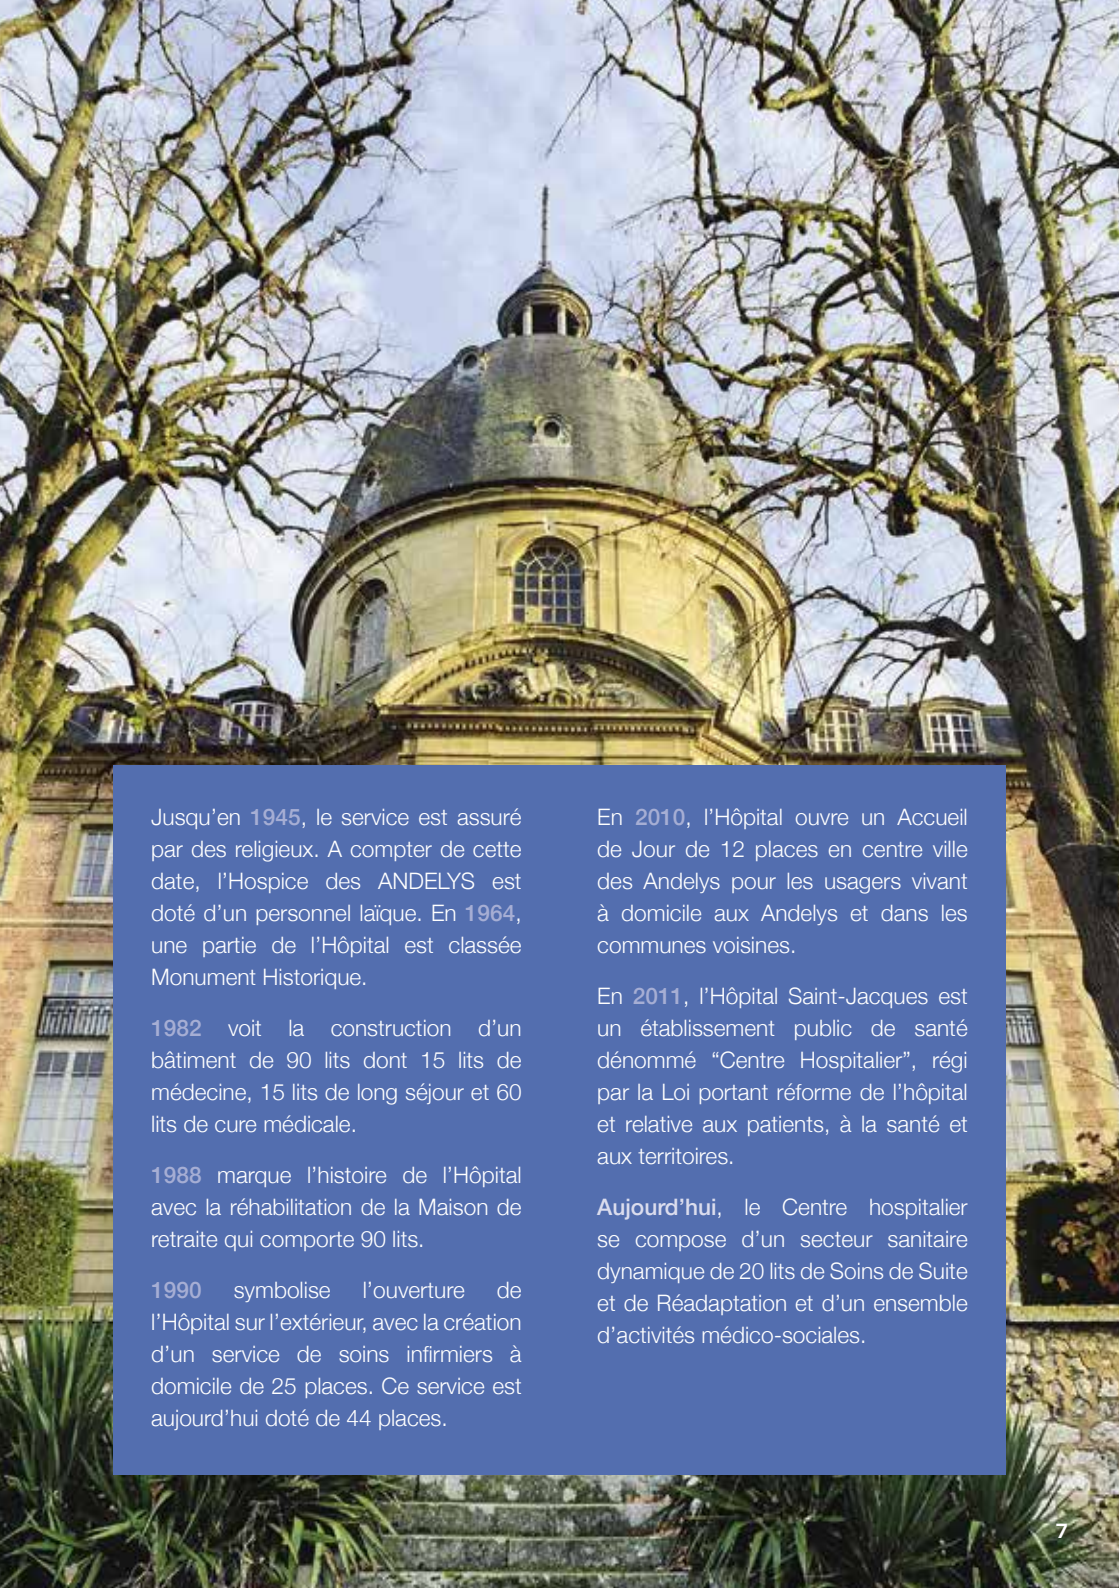 Jusqu’en 1945, le service est assuré
par des religieux. A compter de cette
date, l’Hospice des ANDELYS est
doté d’un personnel laïque. En 1964,
une partie de l’Hôpital est classée
Monument Historique.
1982 voit la construction d’un
bâtiment de 90 lits dont 15 lits de
médecine, 15 lits de long séjour et 60
lits de cure médicale.
1988 marque l’histoire de l’Hôpital
avec la réhabilitation de la Maison de
retraite qui comporte 90 lits.
1990 symbolise l’ouverture de
l’Hôpital sur l’extérieur, avec la création
d’un service de soins infirmiers à
domicile de 25 places. Ce service est
aujourd’hui doté de 44 places.
En 2010, l’Hôpital ouvre un Accueil
de Jour de 12 places en centre ville
des Andelys pour les usagers vivant
à domicile aux Andelys et dans les
communes voisines.
En 2011, l’Hôpital Saint-Jacques est
un établissement public de santé
dénommé “Centre Hospitalier”, régi
par la Loi portant réforme de l’hôpital
et relative aux patients, à la santé et
aux territoires.
Aujourd’hui, le Centre hospitalier
se compose d’un secteur sanitaire
dynamique de 20 lits de Soins de Suite
et de Réadaptation et d’un ensemble
d’activités médico-sociales.
7